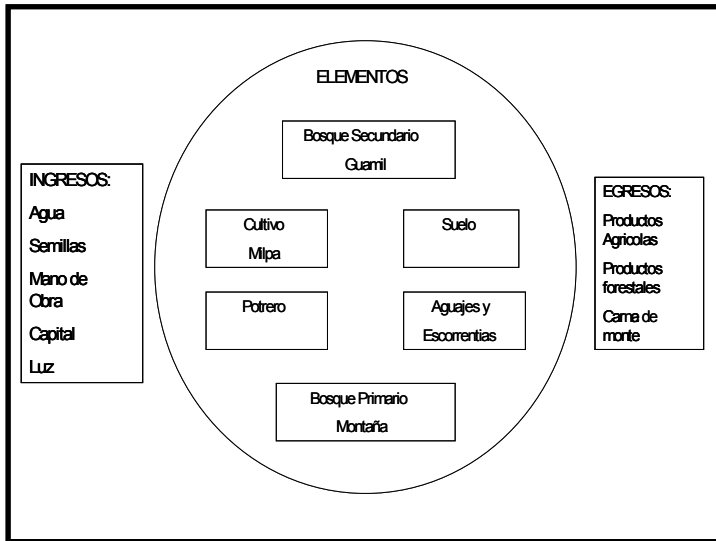 ELEMENTOS
Bosque Secundario
Guamil
INGRESOS:
Agua
Semillas
Mano de
Obra
Capital
Luz
Cultivo
Milpa
Suelo
Potrero
Aguajes y
Escorrentias
Bosque Primario
Montaña
EGRESOS:
Productos
Agricolas
Productos
forestales
Carna de
monte